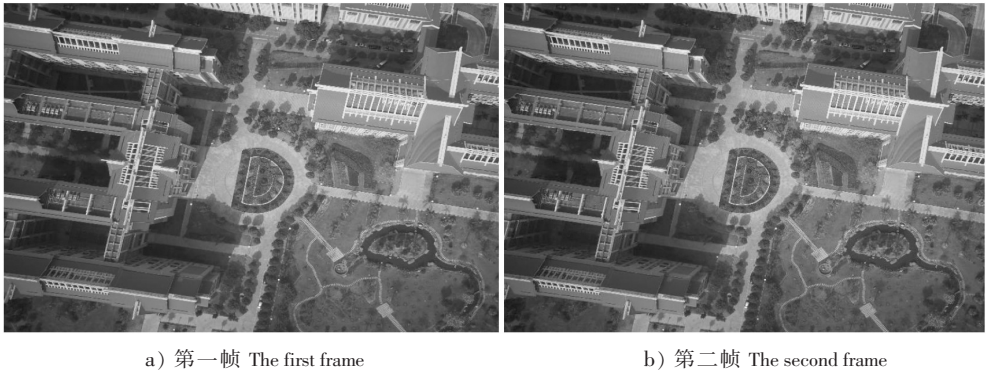 a) 第一帧 The first frame
b) 第二帧 The second frame